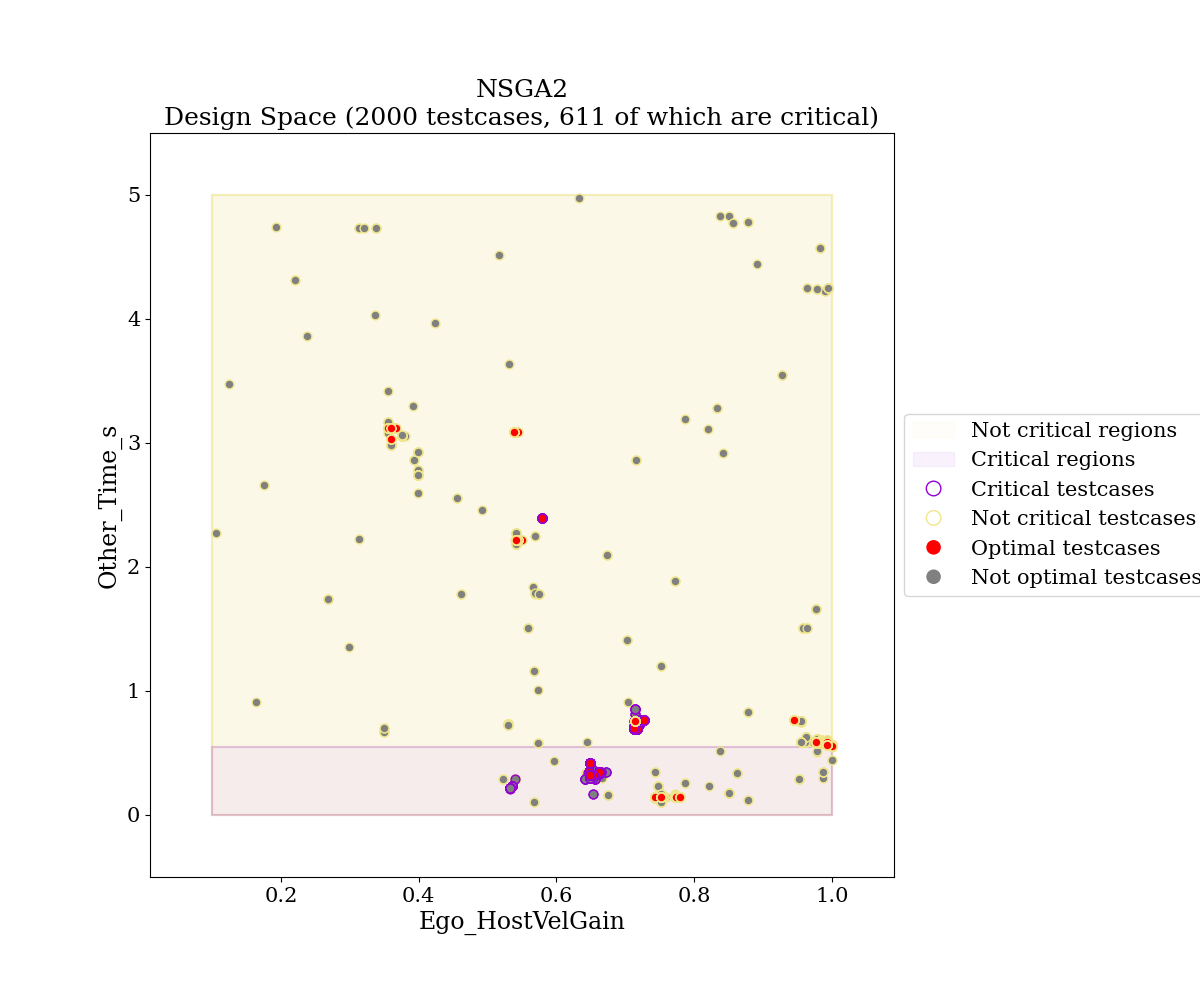 NSGA2
Design Space (2000 testcases, 611 of which are critical)
5
4
3
2
1
0
Other_Time_s
0.2
0.4
0.6
0.8
1.0
Ego_HostVelGain
Not critical regions
Critical regions
Critical testcases
Not critical testcases
Optimal testcases
Not optimal testcases